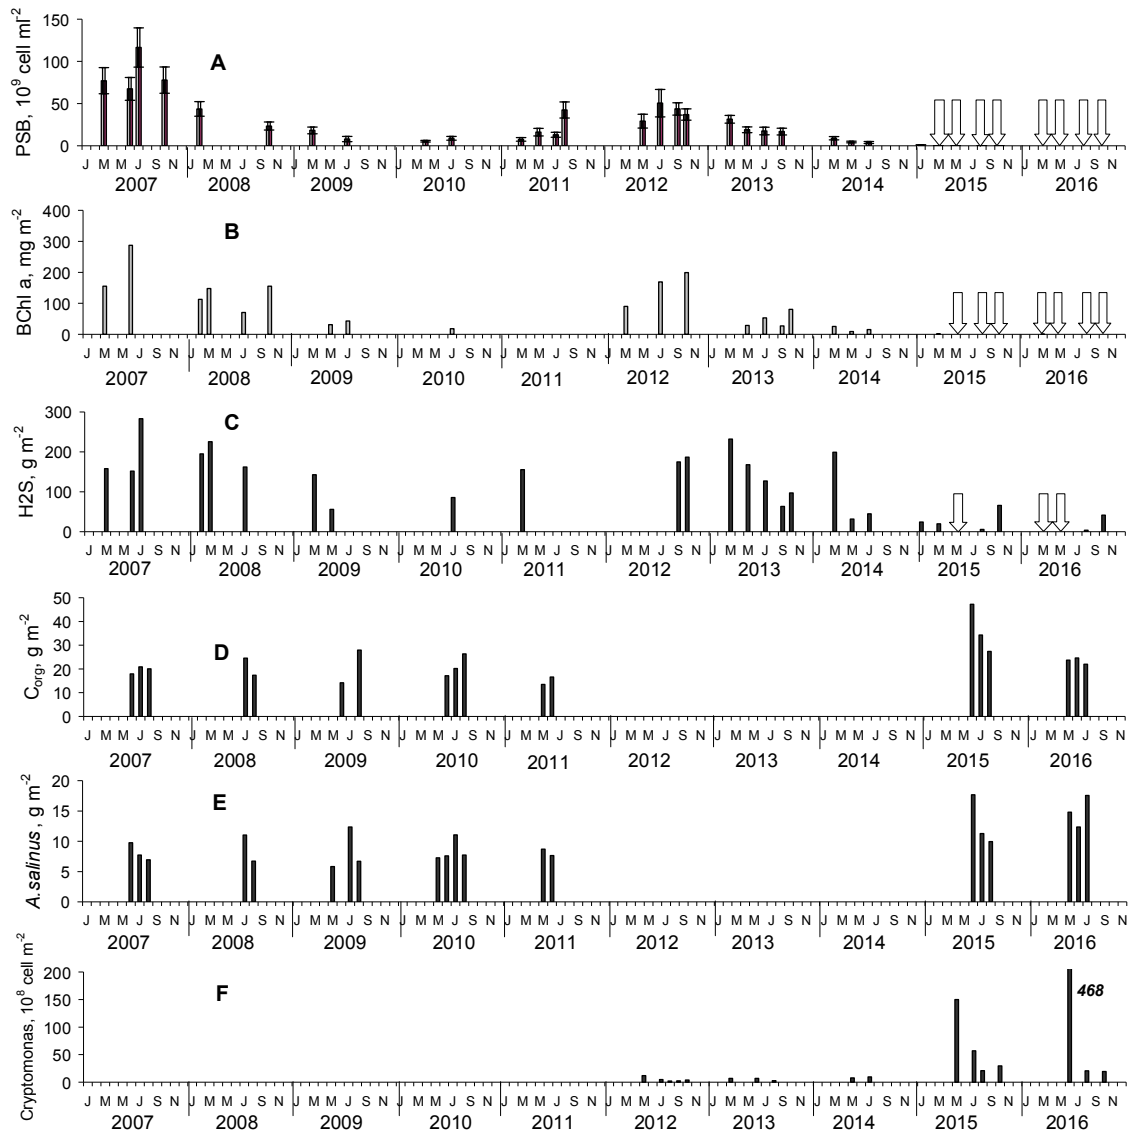 PSB, 10⁹ cell ml⁻²
150
100
50
0
A
J M M J S N J M M J S N J M M J S N J M M J S N J M M J S N J M M J S N J M M J S N J M M J S N J M M J S N J M M J S N
2007 2008 2009 2010 2011 2012 2013 2014 2015 2016
BChl a, mg m⁻²
400
300
200
100
0
B
J M M J S N J M M J S N J M M J S N J M M J S N J M M J S N J M M J S N J M M J S N J M M J S N J M M J S N J M M J S N
2007 2008 2009 2010 2011 2012 2013 2014 2015 2016
H2S, g m⁻²
300
200
100
0
C
J M M J S N J M M J S N J M M J S N J M M J S N J M M J S N J M M J S N J M M J S N J M M J S N J M M J S N J M M J S N
2007 2008 2009 2010 2011 2012 2013 2014 2015 2016
Corg, g m⁻²
50
40
30
20
10
0
D
J M M J S N J M M J S N J M M J S N J M M J S N J M M J S N J M M J S N J M M J S N J M M J S N J M M J S N J M M J S N
2007 2008 2009 2010 2011 2012 2013 2014 2015 2016
A.salinus, g m⁻²
20
15
10
5
0
E
J M M J S N J M M J S N J M M J S N J M M J S N J M M J S N J M M J S N J M M J S N J M M J S N J M M J S N J M M J S N
2007 2008 2009 2010 2011 2012 2013 2014 2015 2016
Cryptomonas, 10⁸ cell m⁻²
200
150
100
50
0
F
468
J M M J S N J M M J S N J M M J S N J M M J S N J M M J S N J M M J S N J M M J S N J M M J S N J M M J S N J M M J S N
2007 2008 2009 2010 2011 2012 2013 2014 2015 2016